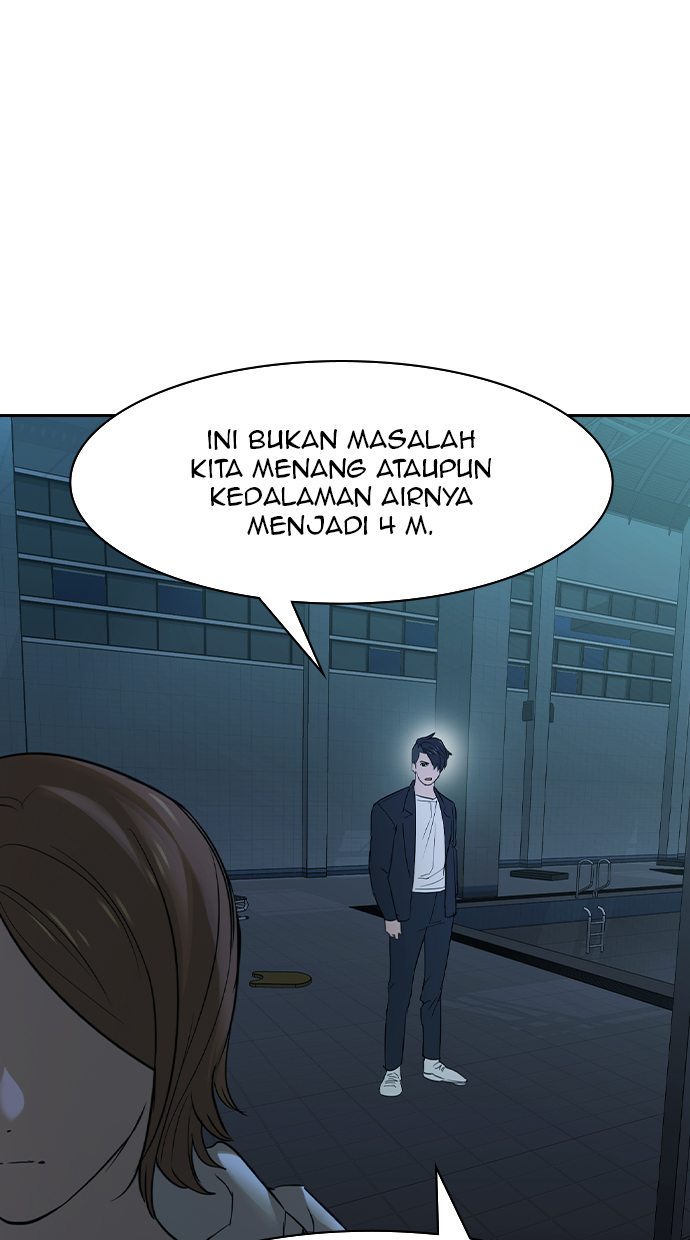 INI BUKAN MASALAH
KITA MENANG ATAUPUN
KEDALAMAN AIRNYA
MENJADI 4 M.